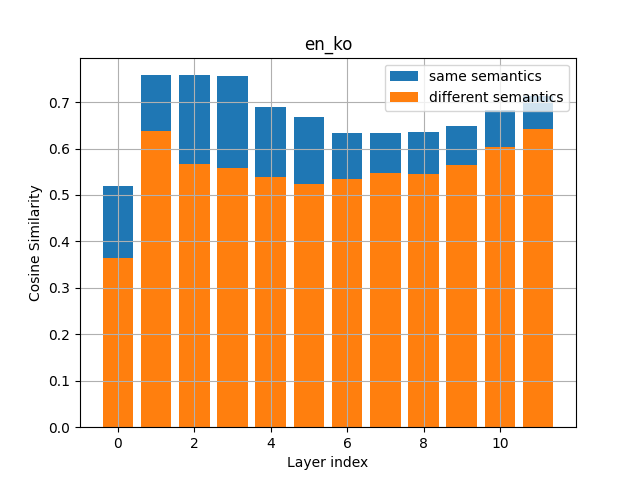 en_ko
same semantics
different semantics
0.7
0.6
0.5
0.4
0.3
0.2
0.1
0.0
Cosine Similarity
0 2 4 6 8 10
Layer index